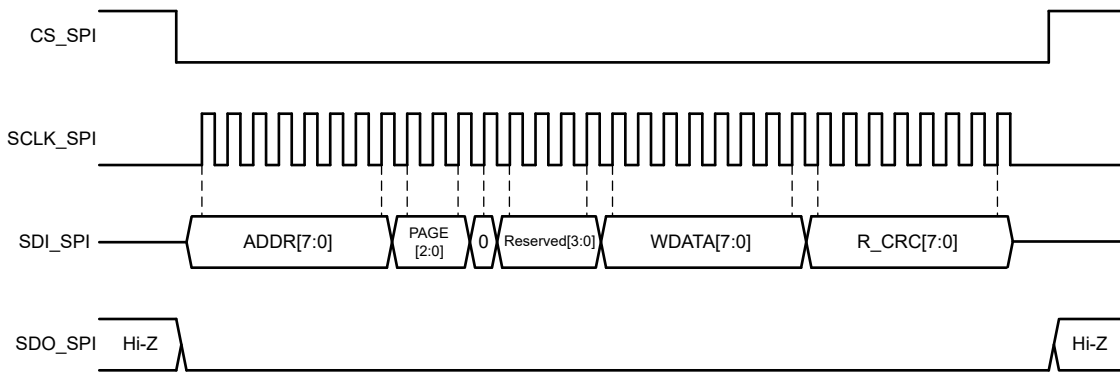 CS_SPI
SCLK_SPI
SDI_SPI
ADDR[7:0]
PAGE
[2:0]
0
Reserved[3:0]
WDATA[7:0]
R_CRC[7:0]
SDO_SPI
Hi-Z
Hi-Z